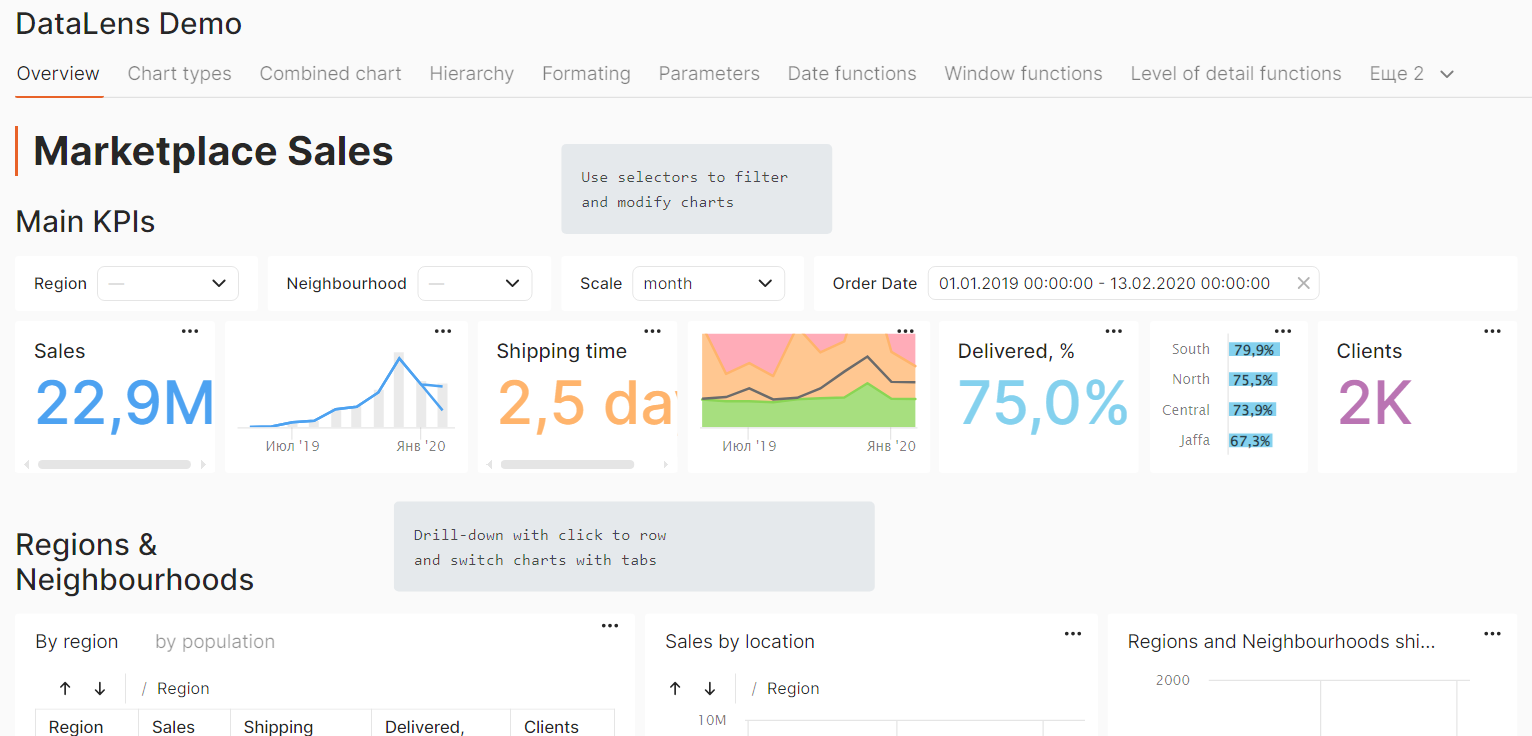 DataLens Demo
Overview Chart types Combined chart Hierarchy Formating Parameters Date functions Window functions Level of detail functions Еще 2
Marketplace Sales
Use selectors to filter
and modify charts
Main KPIs
Region — Neighbourhood — Scale month Order Date 01.01.2019 00:00:00 - 13.02.2020 00:00:00
Sales
22,9M
Июл '19 Янв '20
Shipping time
2,5 day
Июл '19 Янв '20
Delivered, %
75,0%
South 79,9%
North 75,5%
Central 73,9%
Jaffa 67,3%
Clients
2K
Regions &
Neighbourhoods
Drill-down with click to row
and switch charts with tabs
By region by population
/ Region
Region Sales Shipping Delivered, Clients
Sales by location
/ Region
10M
Regions and Neighbourhoods shi...
2000